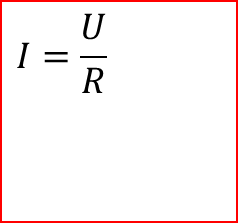 I = U/R